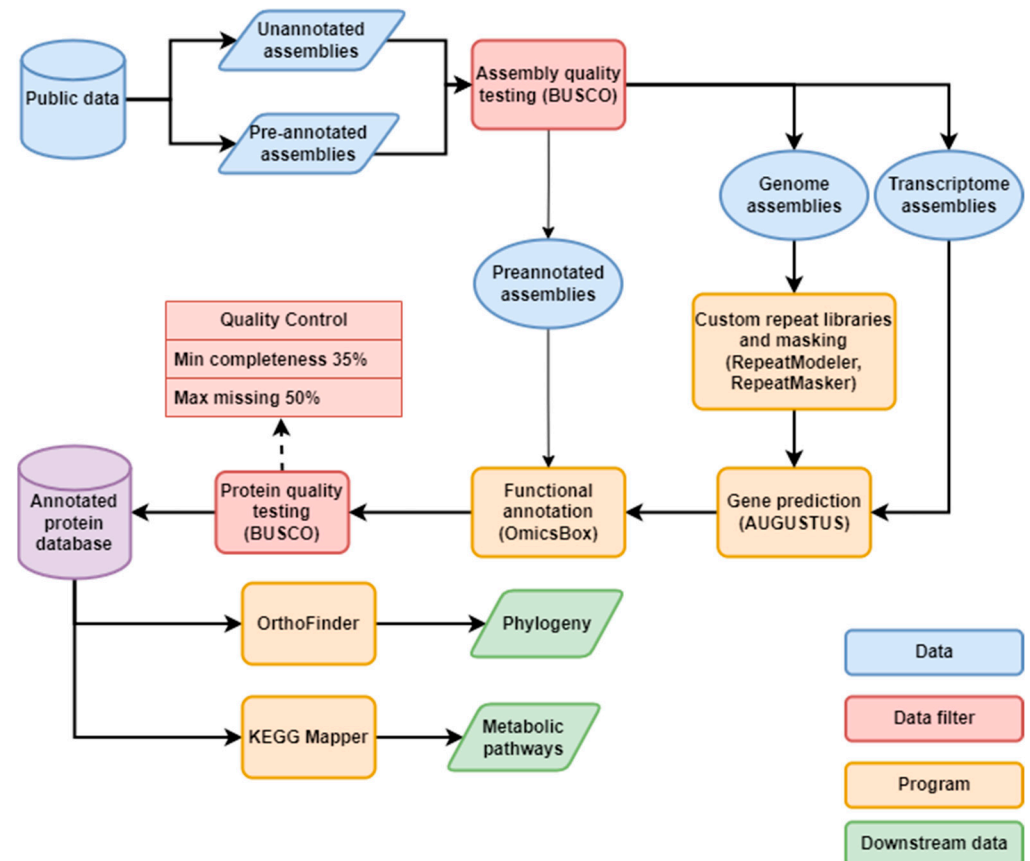 Public data
Unannotated
assemblies
Pre-annotated
assemblies
Assembly quality
testing (BUSCO)
Genome
assemblies
Transcriptome
assemblies
Preannotated
assemblies
Custom repeat libraries
and masking
(RepeatModeler,
RepeatMasker)
Quality Control
Min completeness 35%
Max missing 50%
Annotated
protein
database
Protein quality
testing
(BUSCO)
Functional
annotation
(OmicsBox)
Gene prediction
(AUGUSTUS)
OrthoFinder
Phylogeny
KEGG Mapper
Metabolic
pathways
Data
Data filter
Program
Downstream data